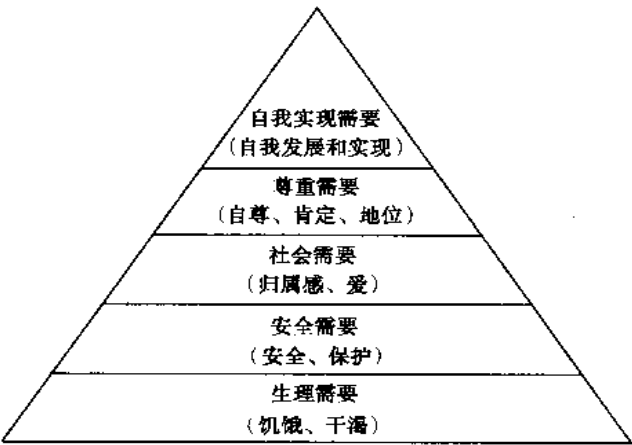 自我实现需要
（自我发展和实现）
尊重需要
（自尊、肯定、地位）
社会需要
（归属感、爱）
安全需要
（安全、保护）
生理需要
（饥饿、干渴）